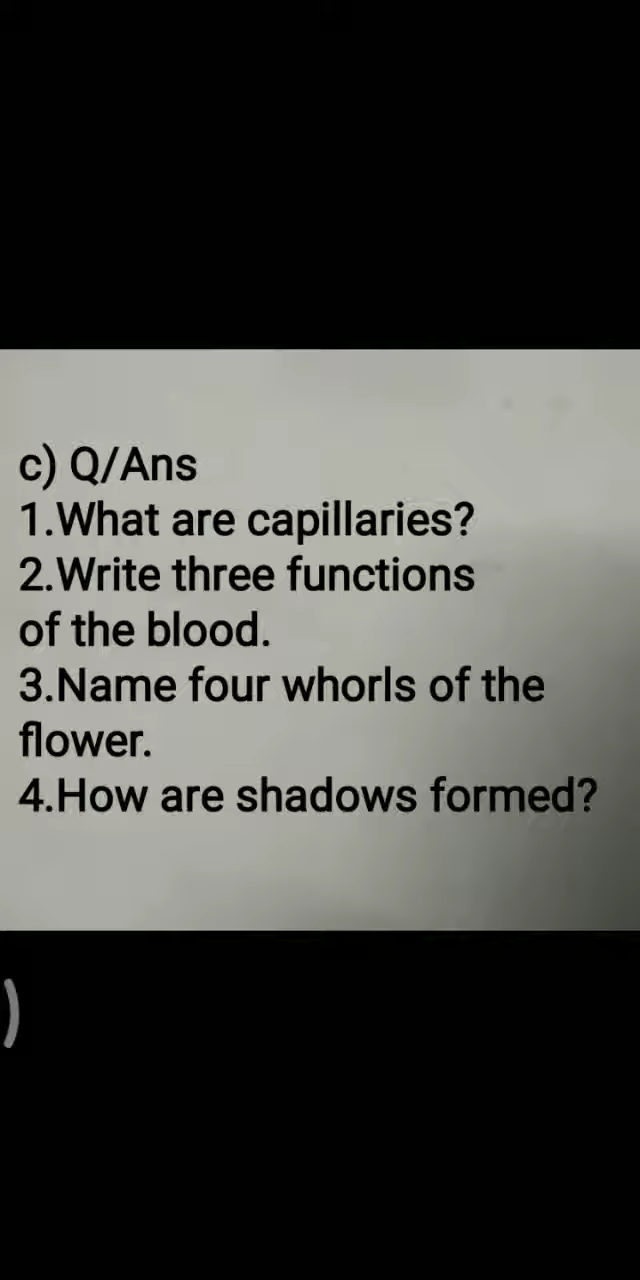 c) Q/Ans
1.What are capillaries?
2.Write three functions
of the blood.
3.Name four whorls of the
flower.
4.How are shadows formed?